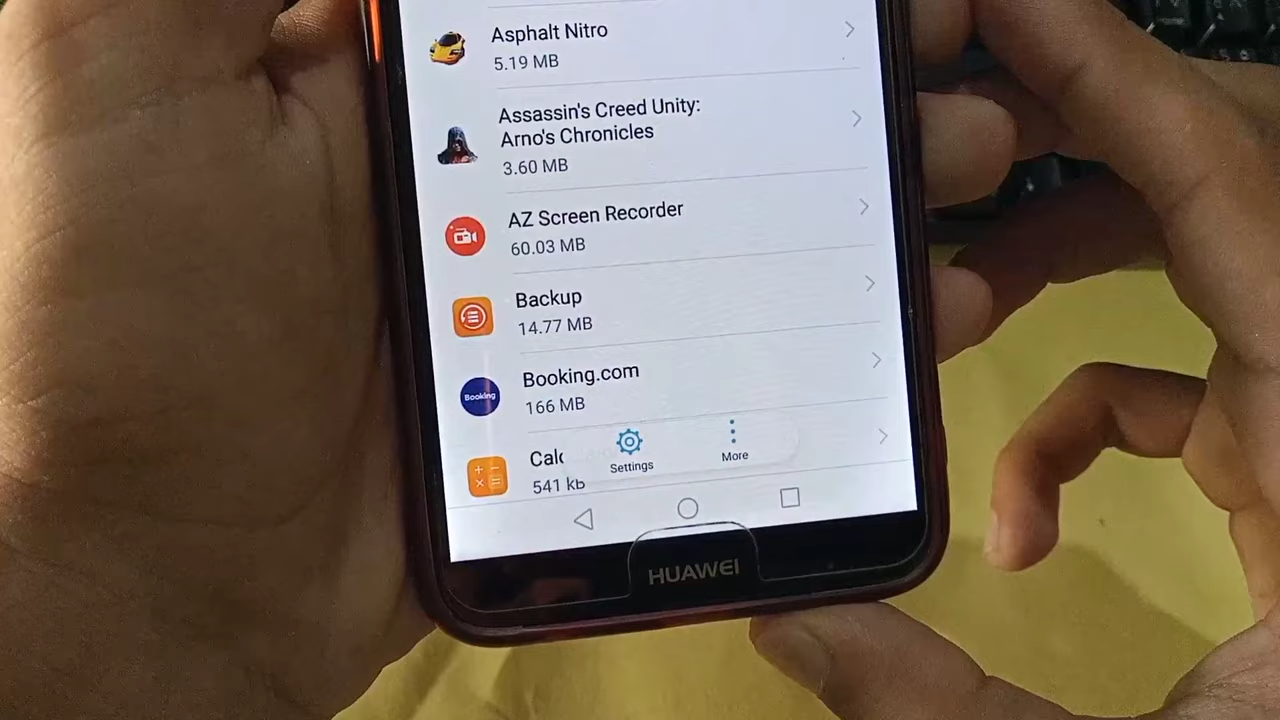 Asphalt Nitro
5.19 MB
Assassin's Creed Unity:
Arno's Chronicles
3.60 MB
AZ Screen Recorder
60.03 MB
Backup
14.77 MB
Booking.com
Booking
166 MB
Calc
541 kb
Settings
More
HUAWEI